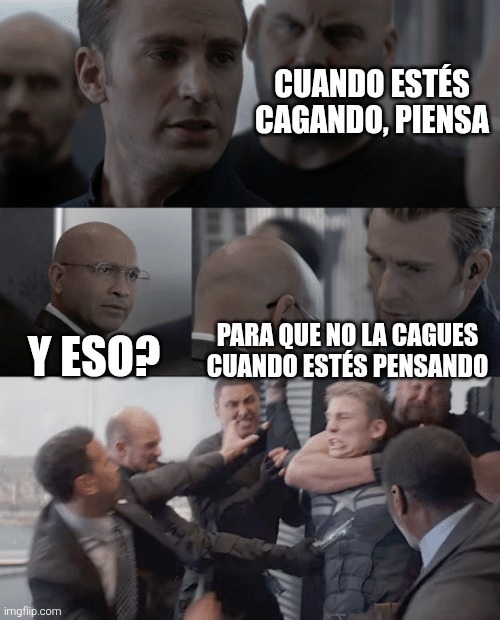 CUANDO ESTÉS
CAGANDO, PIENSA
Y ESO?
PARA QUE NO LA CAGUES
CUANDO ESTÉS PENSANDO
imgflip.com